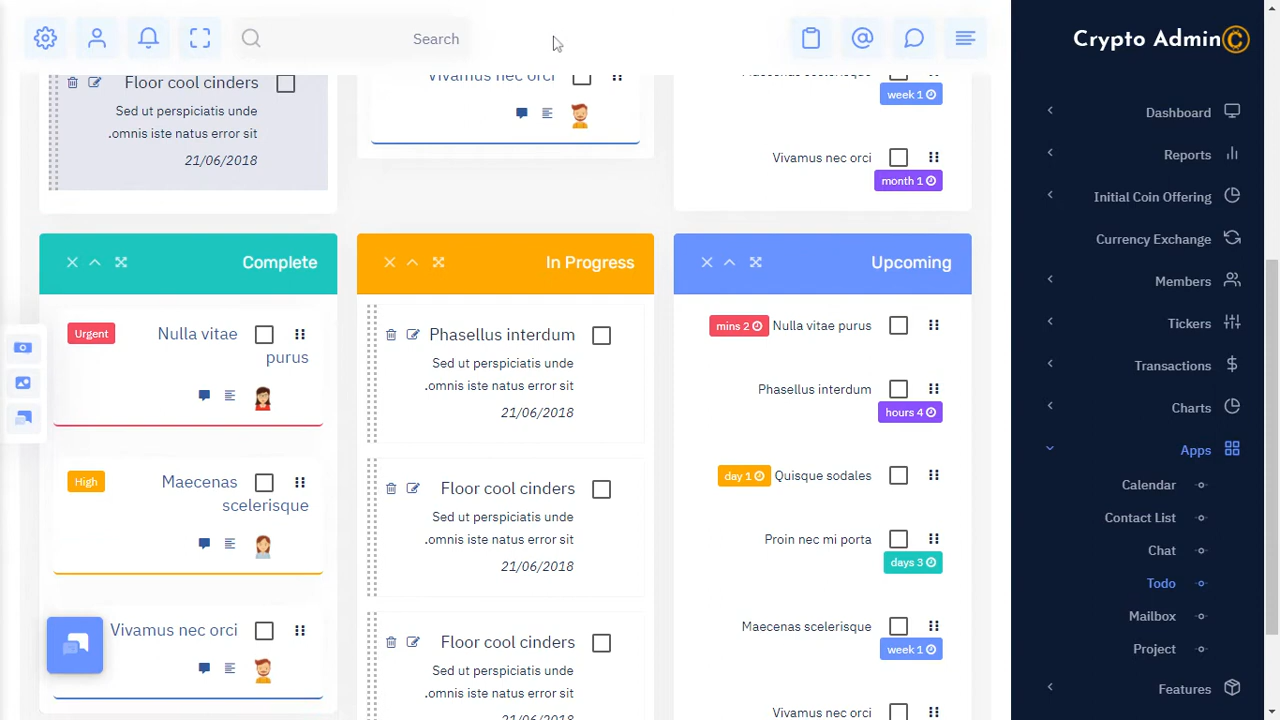 Search
Crypto Admin
Floor cool cinders
Sed ut perspiciatis unde
.omnis iste natus error sit
21/06/2018
Vivamus nec orci
week 1
Vivamus nec orci
month 1
Complete
Urgent
Nulla vitae
purus
High
Maecenas
scelerisque
Vivamus nec orci
In Progress
Phasellus interdum
Sed ut perspiciatis unde
.omnis iste natus error sit
21/06/2018
Floor cool cinders
Sed ut perspiciatis unde
.omnis iste natus error sit
21/06/2018
Floor cool cinders
Sed ut perspiciatis unde
.omnis iste natus error sit
21/06/2018
Upcoming
mins 2 Nulla vitae purus
Phasellus interdum
hours 4
day 1 Quisque sodales
Proin nec mi porta
days 3
Maecenas scelerisque
week 1
Vivamus nec orci
Dashboard
Reports
Initial Coin Offering
Currency Exchange
Members
Tickers
Transactions
Charts
Apps
Calendar
Contact List
Chat
Todo
Mailbox
Project
Features